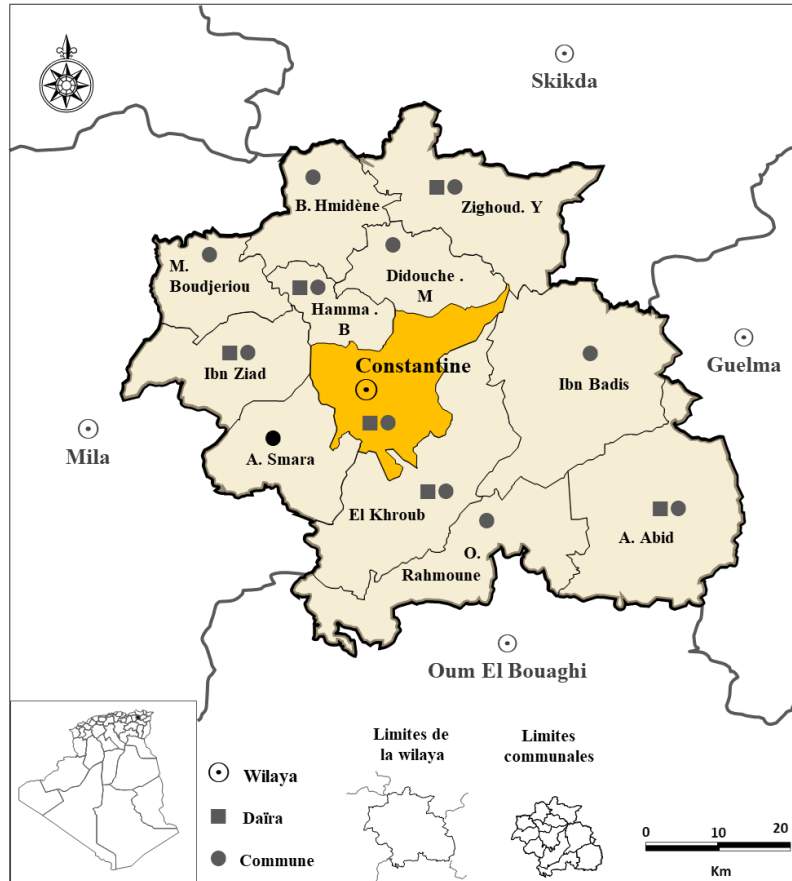 Skikda
B. Hmidène
Zighoud. Y
M.
Boudjeriou
Didouche .
M
Hamma .
B
Constantine
Guelma
Ibn Ziad
Ibn Badis
Mila
A. Smara
El Khroub
O.
Rahmoune
A. Abid
Oum El Bouaghi
Limites de
la wilaya
Limites
communales
Wilaya
Daïra
Commune
0 10 20
Km